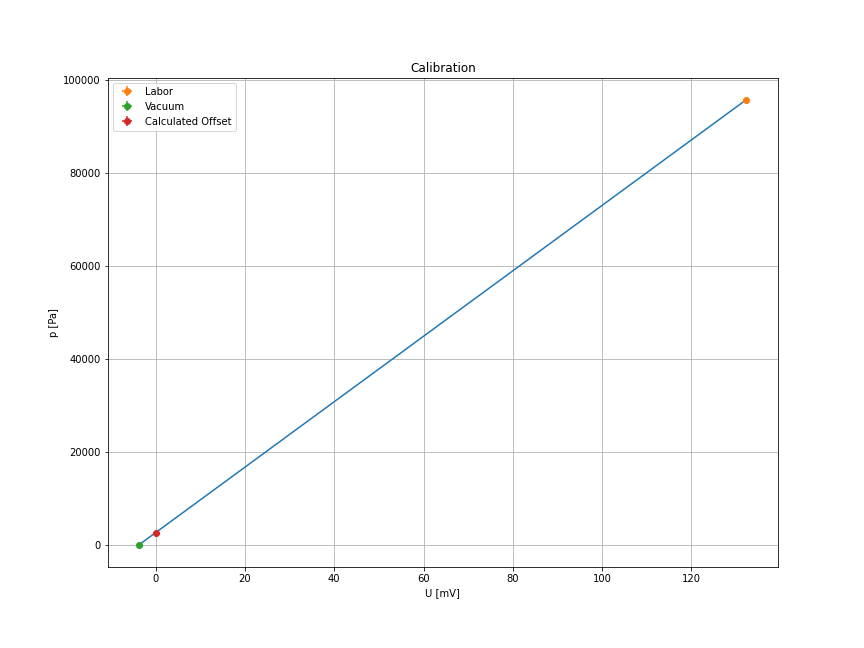 Calibration
Labor
Vacuum
Calculated Offset
100000
80000
60000
40000
20000
0
p [Pa]
0 20 40 60 80 100 120
U [mV]